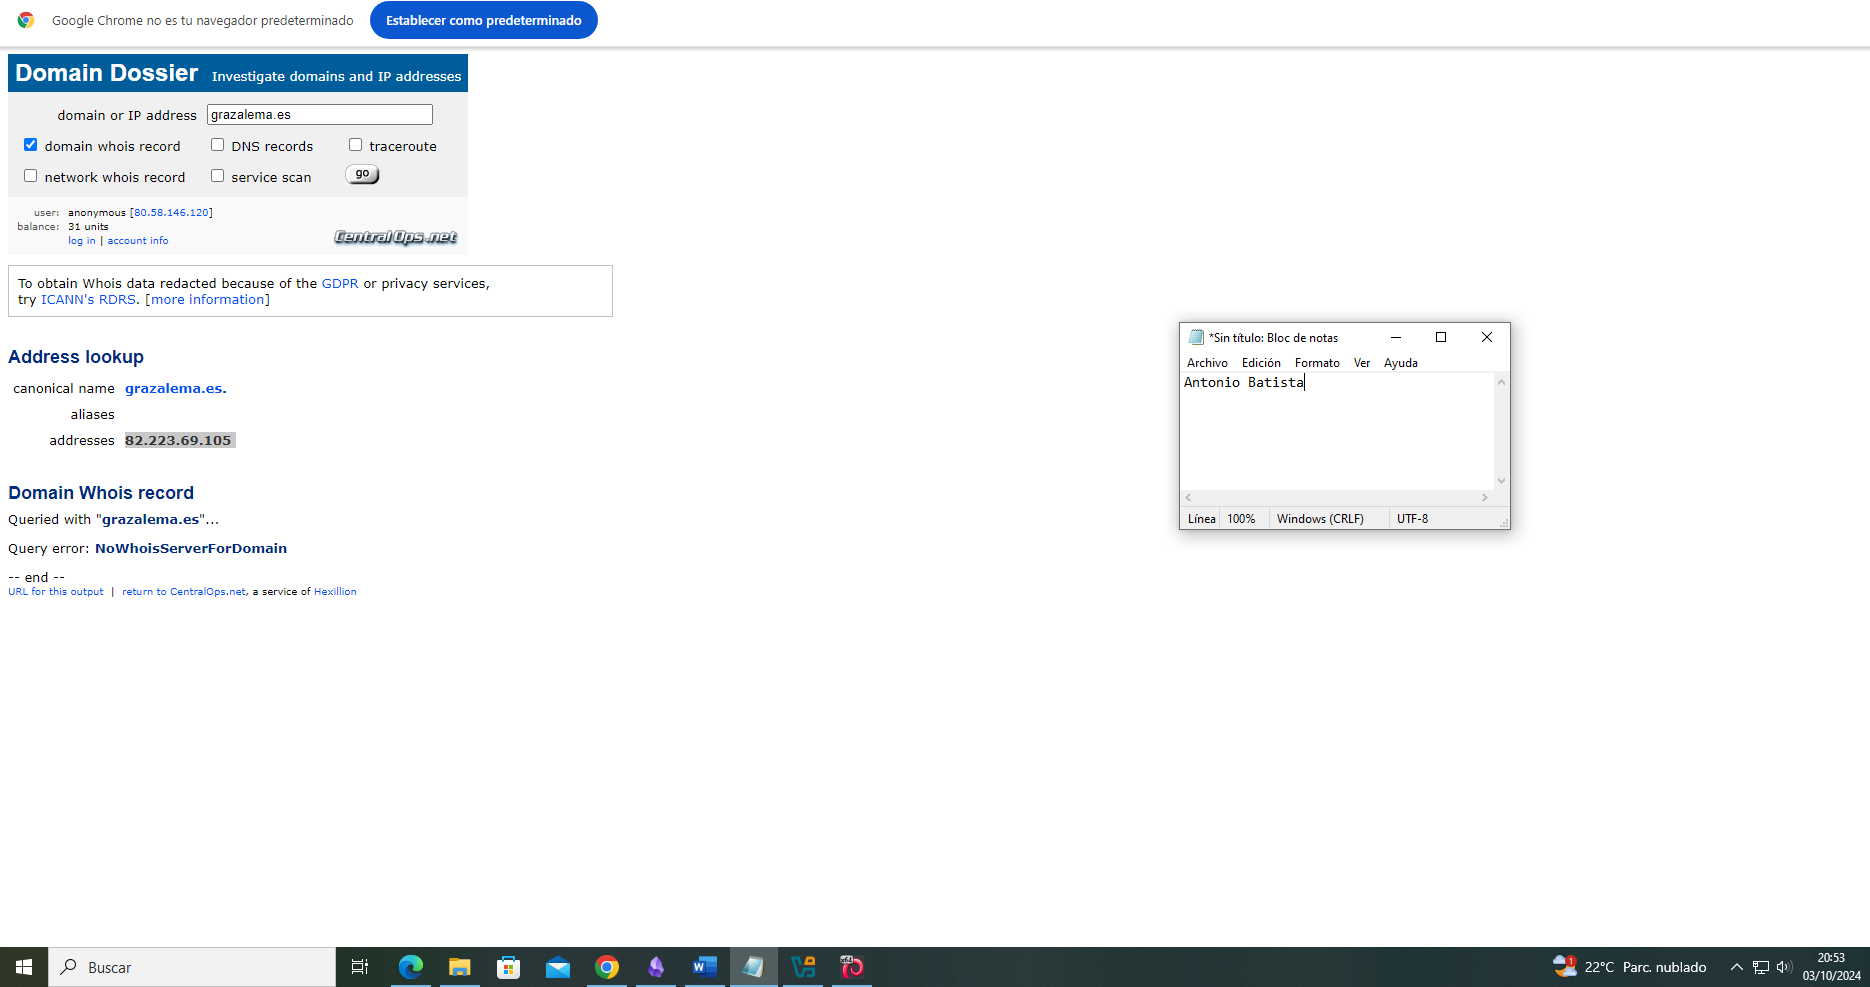 Google Chrome no es tu navegador predeterminado Establecer como predeterminado
Domain Dossier Investigate domains and IP addresses
domain or IP address grazalema.es
domain whois record DNS records traceroute
network whois record service scan go
user: anonymous [80.58.146.120]
balance: 31 units
log in | account info
CentralOps.net
To obtain Whois data redacted because of the GDPR or privacy services,
try ICANN's RDRS. [more information]
Address lookup
canonical name grazalema.es.
aliases
addresses 82.223.69.105
Domain Whois record
Queried with "grazalema.es"...
Query error: NoWhoisServerForDomain
-- end --
URL for this output | return to CentralOps.net, a service of Hexillion
*Sin título: Bloc de notas
Archivo Edición Formato Ver Ayuda
Antonio Batista
Línea 100% Windows (CRLF) UTF-8
Buscar
W
x64
1
22°C Parc. nublado
20:53
03/10/2024